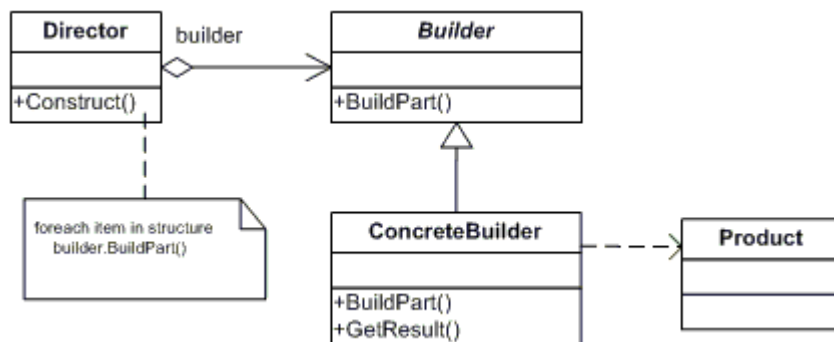 Director
builder
Builder
+Construct()
+BuildPart()
foreach item in structure
builder.BuildPart()
ConcreteBuilder
Product
+BuildPart()
+GetResult()